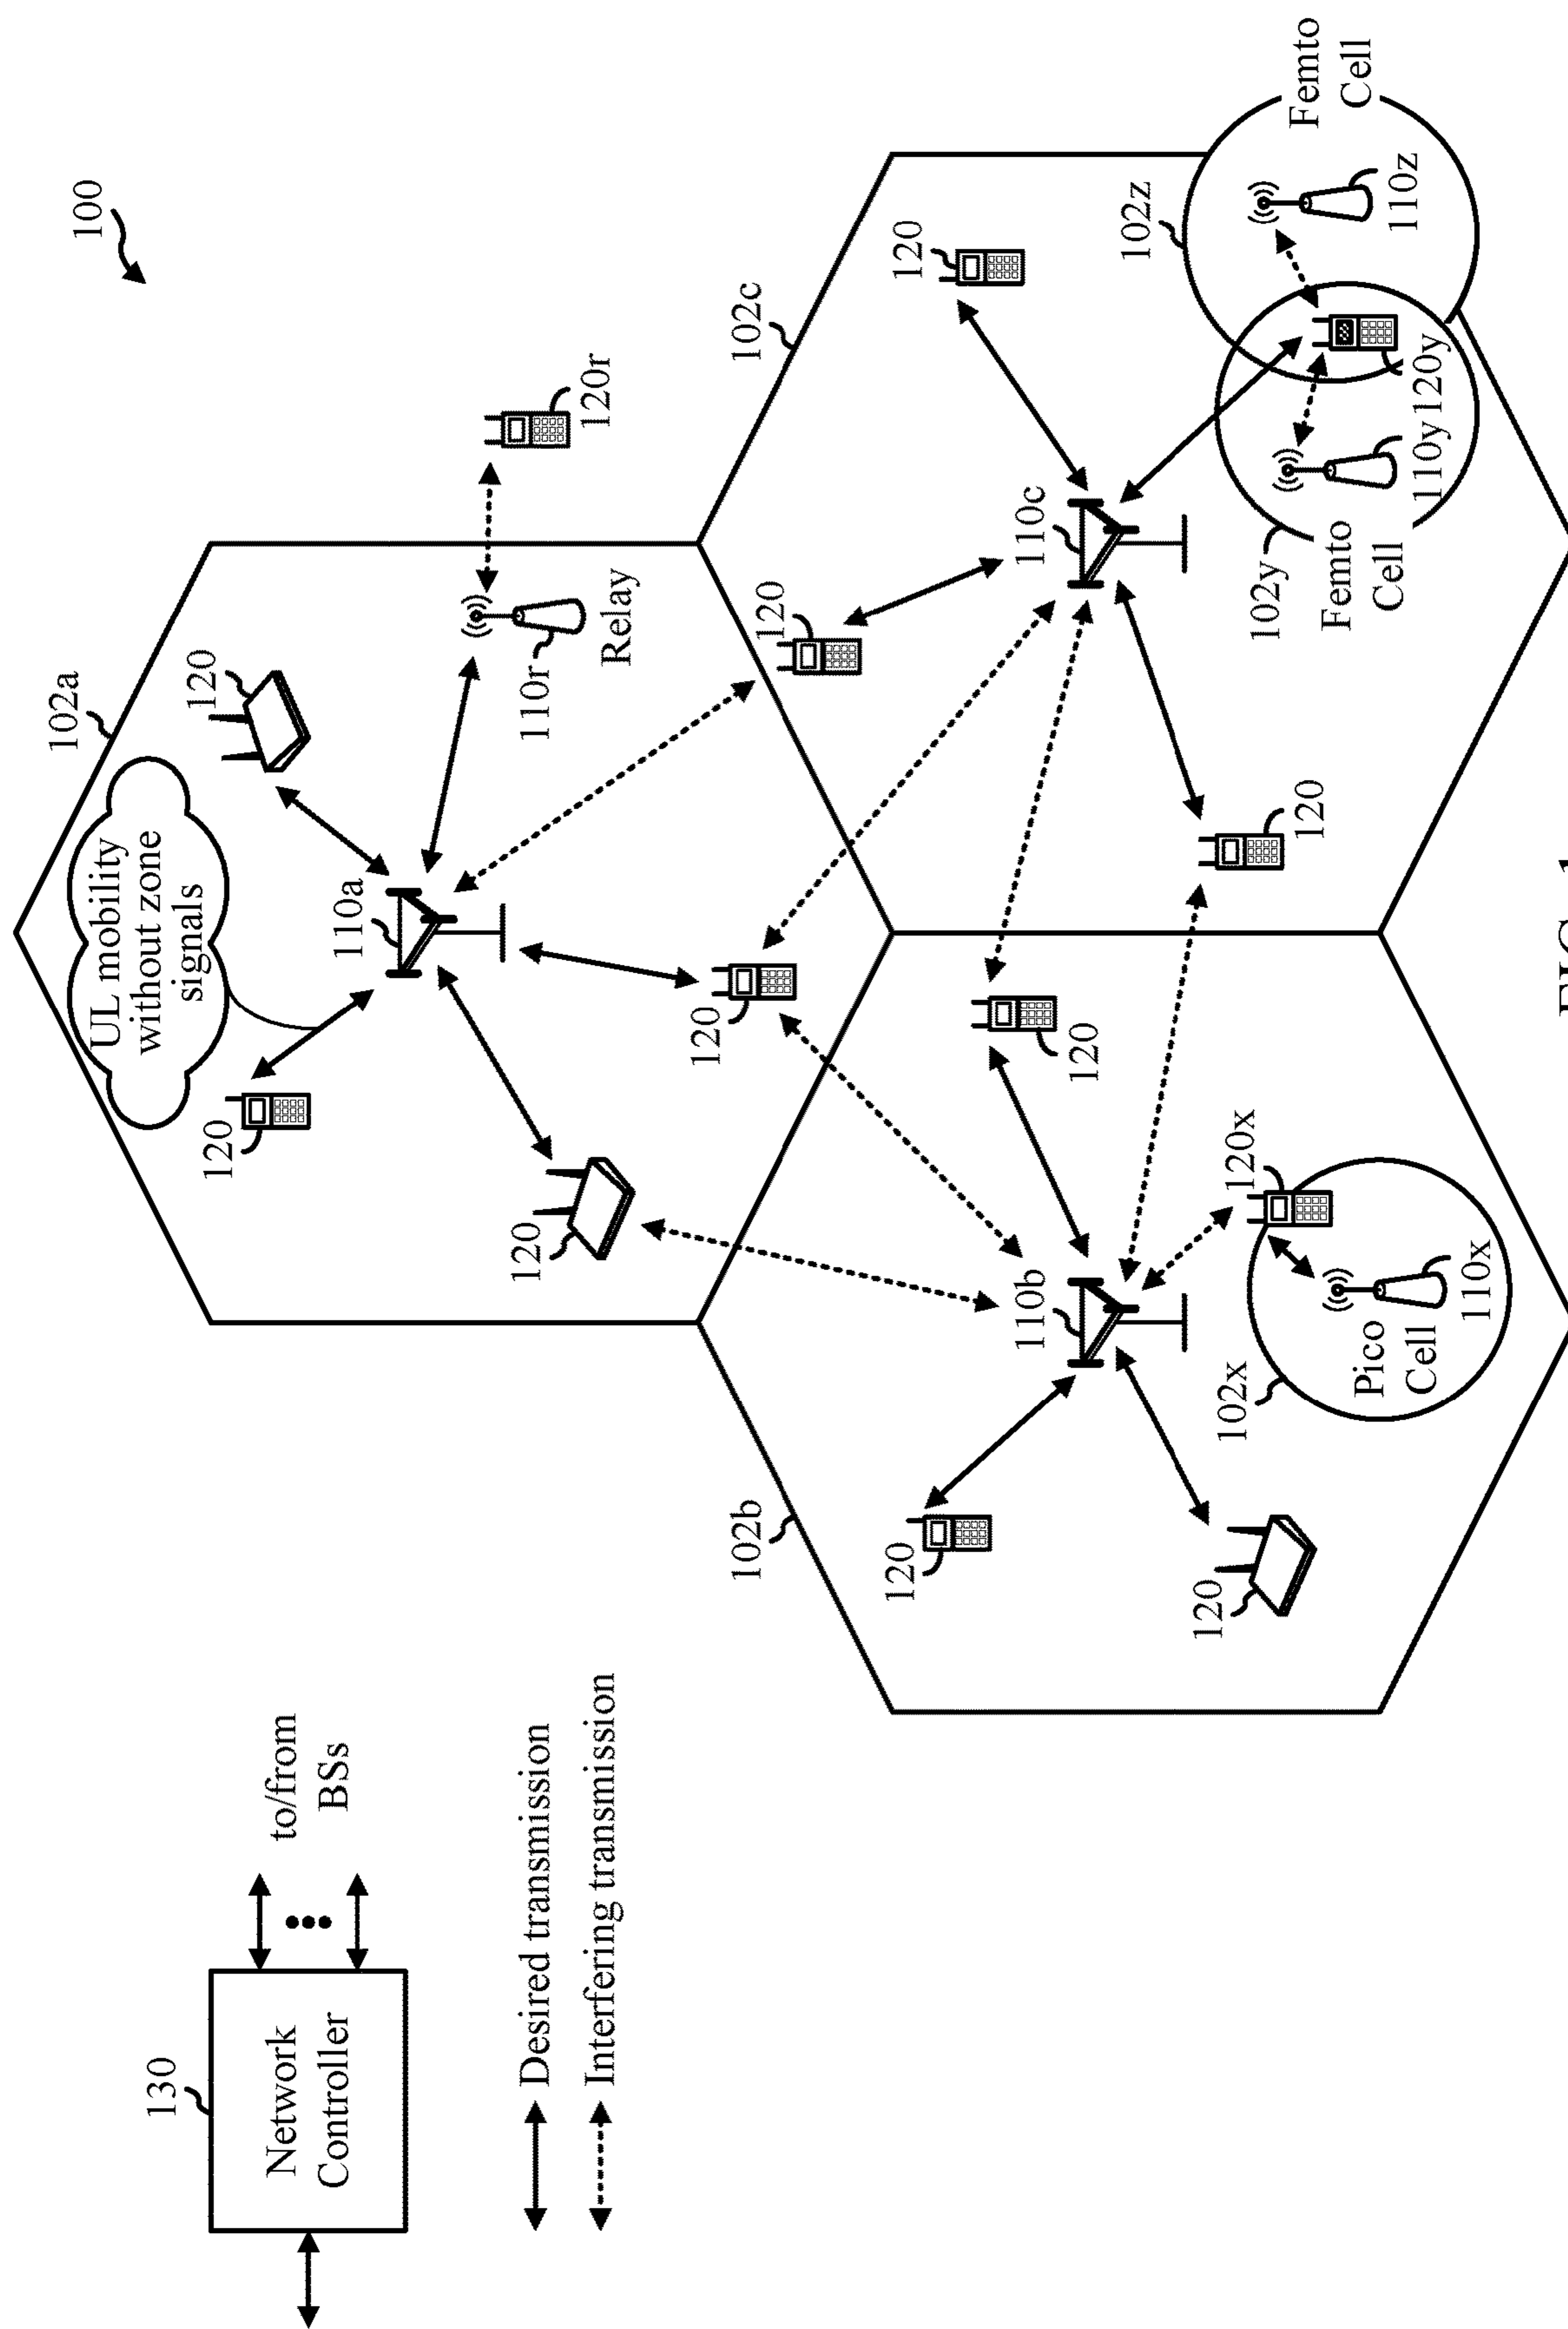 100
130
Network
Controller
to/from
BSs
Desired transmission
Interfering transmission
102a
UL mobility
without zone
signals
120
120
110a
120
120
110r
Relay
120r
102b
120
110b
120
120
120x
102x
Pico
Cell
110x
102c
120
120
110c
120
102z
Femto
Cell
110z
102y
Femto
Cell
110y
120y
FIG. 1